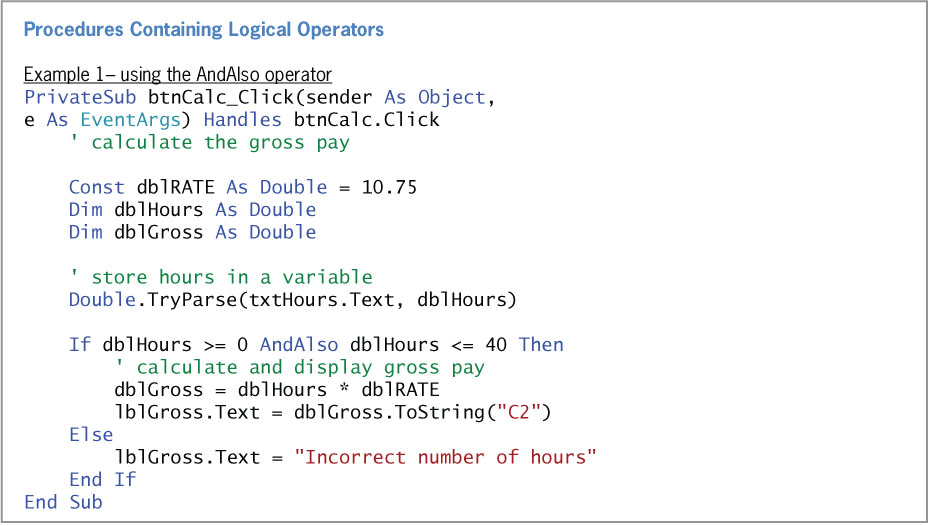 Procedures Containing Logical Operators
Example 1– using the AndAlso operator
PrivateSub btnCalc_Click(sender As Object,
e As EventArgs) Handles btnCalc.Click
    ' calculate the gross pay
    Const dblRATE As Double = 10.75
    Dim dblHours As Double
    Dim dblGross As Double
    ' store hours in a variable
    Double.TryParse(txtHours.Text, dblHours)
    If dblHours >= 0 AndAlso dblHours <= 40 Then
        ' calculate and display gross pay
        dblGross = dblHours * dblRATE
        lblGross.Text = dblGross.ToString("C2")
    Else
        lblGross.Text = "Incorrect number of hours"
    End If
End Sub